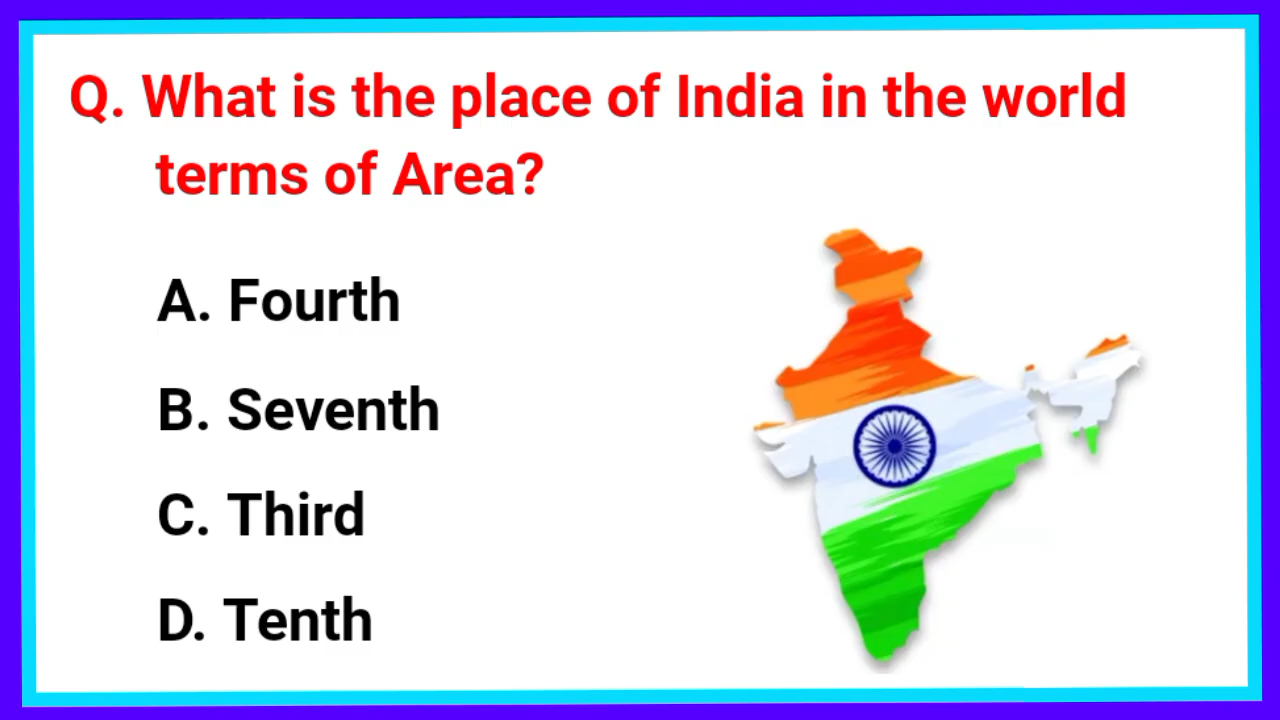 Q. What is the place of India in the world
terms of Area?
A. Fourth
B. Seventh
C. Third
D. Tenth